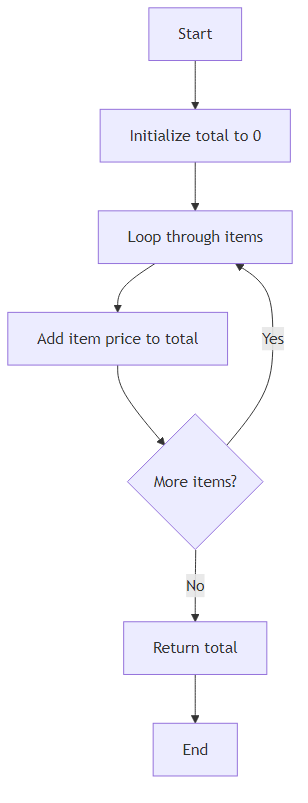 Start
Initialize total to 0
Loop through items
Add item price to total
Yes
More items?
No
Return total
End